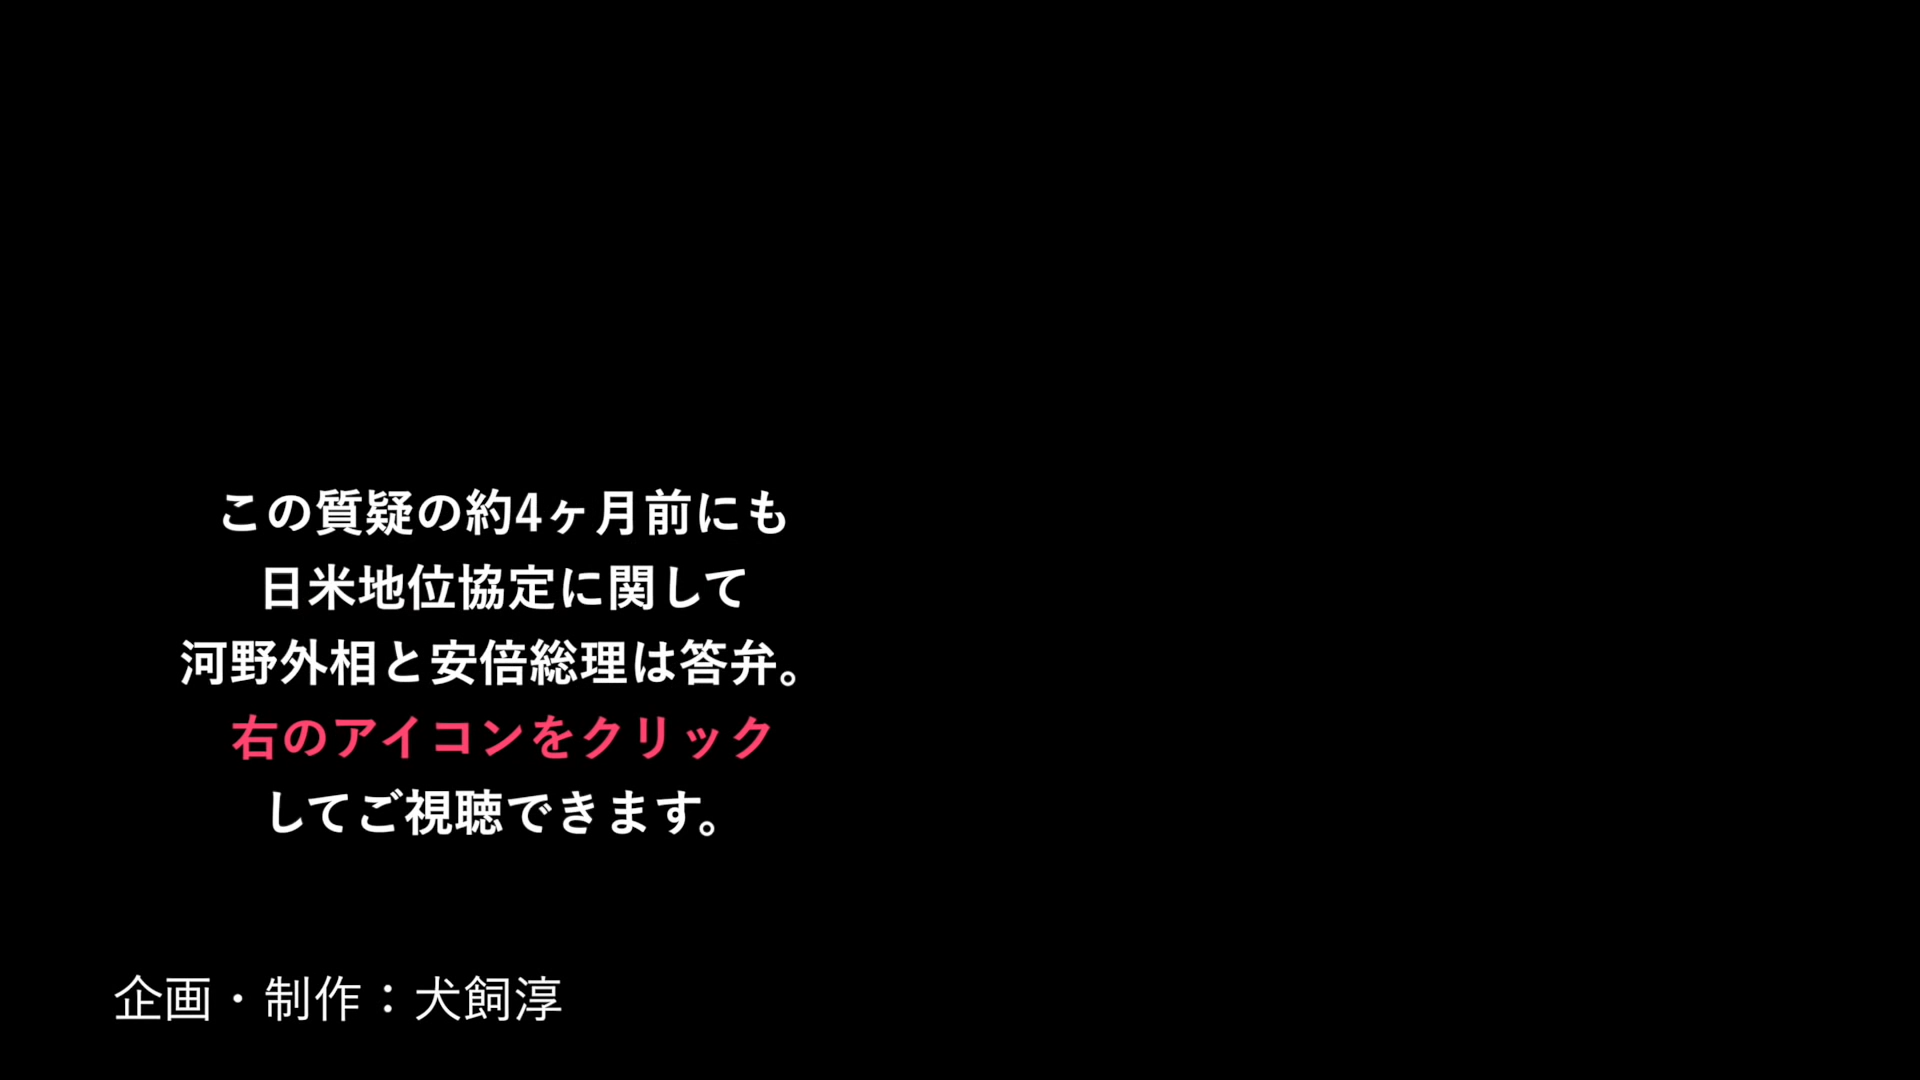 この質疑の約4ヶ月前にも
日米地位協定に関して
河野外相と安倍総理は答弁。
右のアイコンをクリック
してご視聴できます。
企画・制作：犬飼淳